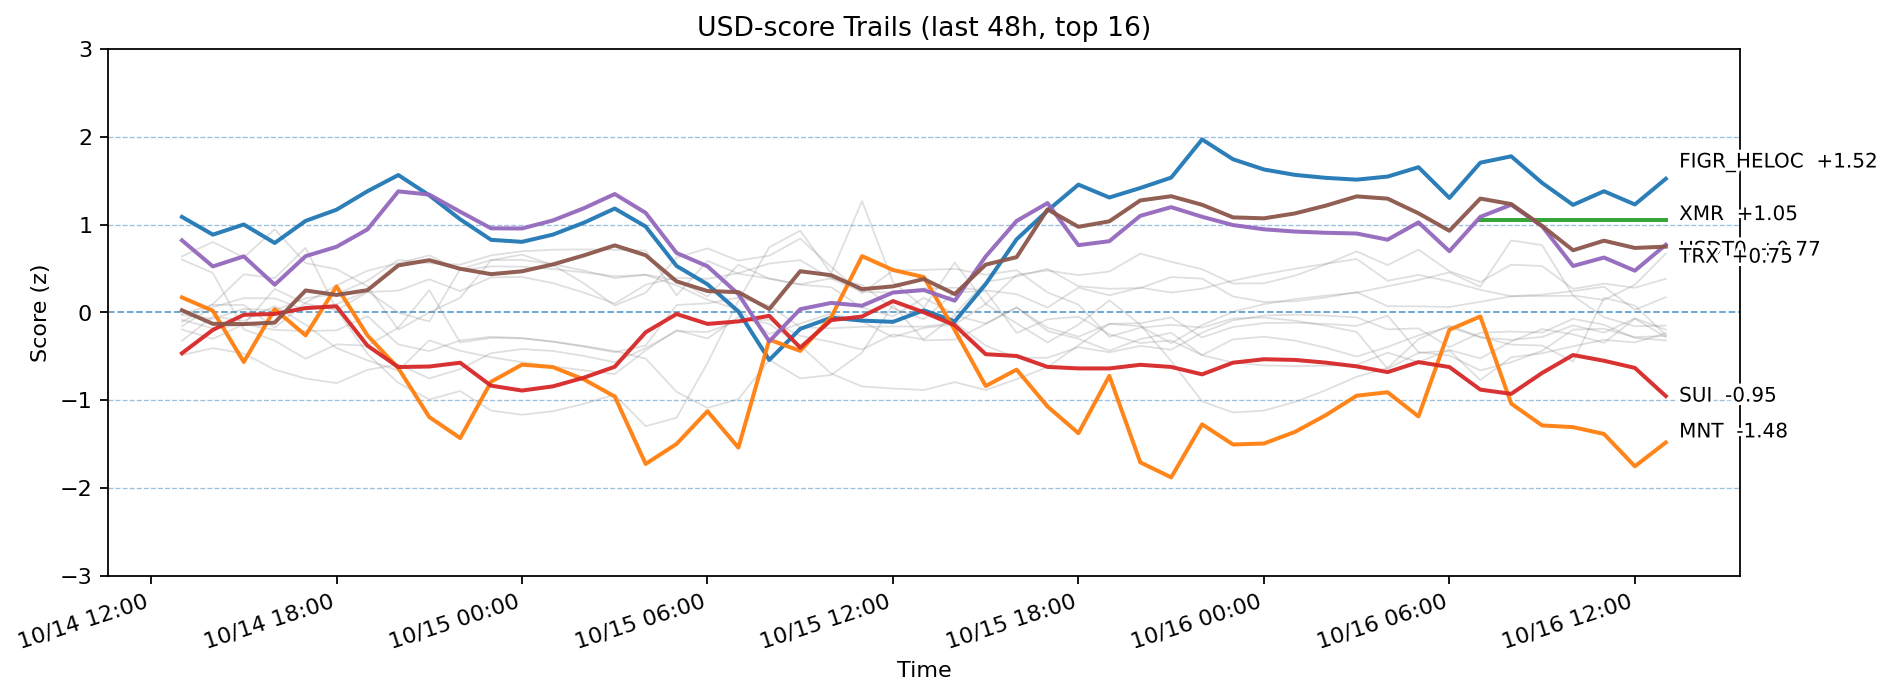 USD-score Trails (last 48h, top 16)
Score (z)
3
2
1
0
−1
−2
−3
FIGR_HELOC +1.52
XMR +1.05
TRX +0.75
SUI -0.95
MNT -1.48
10/14 12:00
10/14 18:00
10/15 00:00
10/15 06:00
10/15 12:00
10/15 18:00
10/16 00:00
10/16 06:00
10/16 12:00
Time